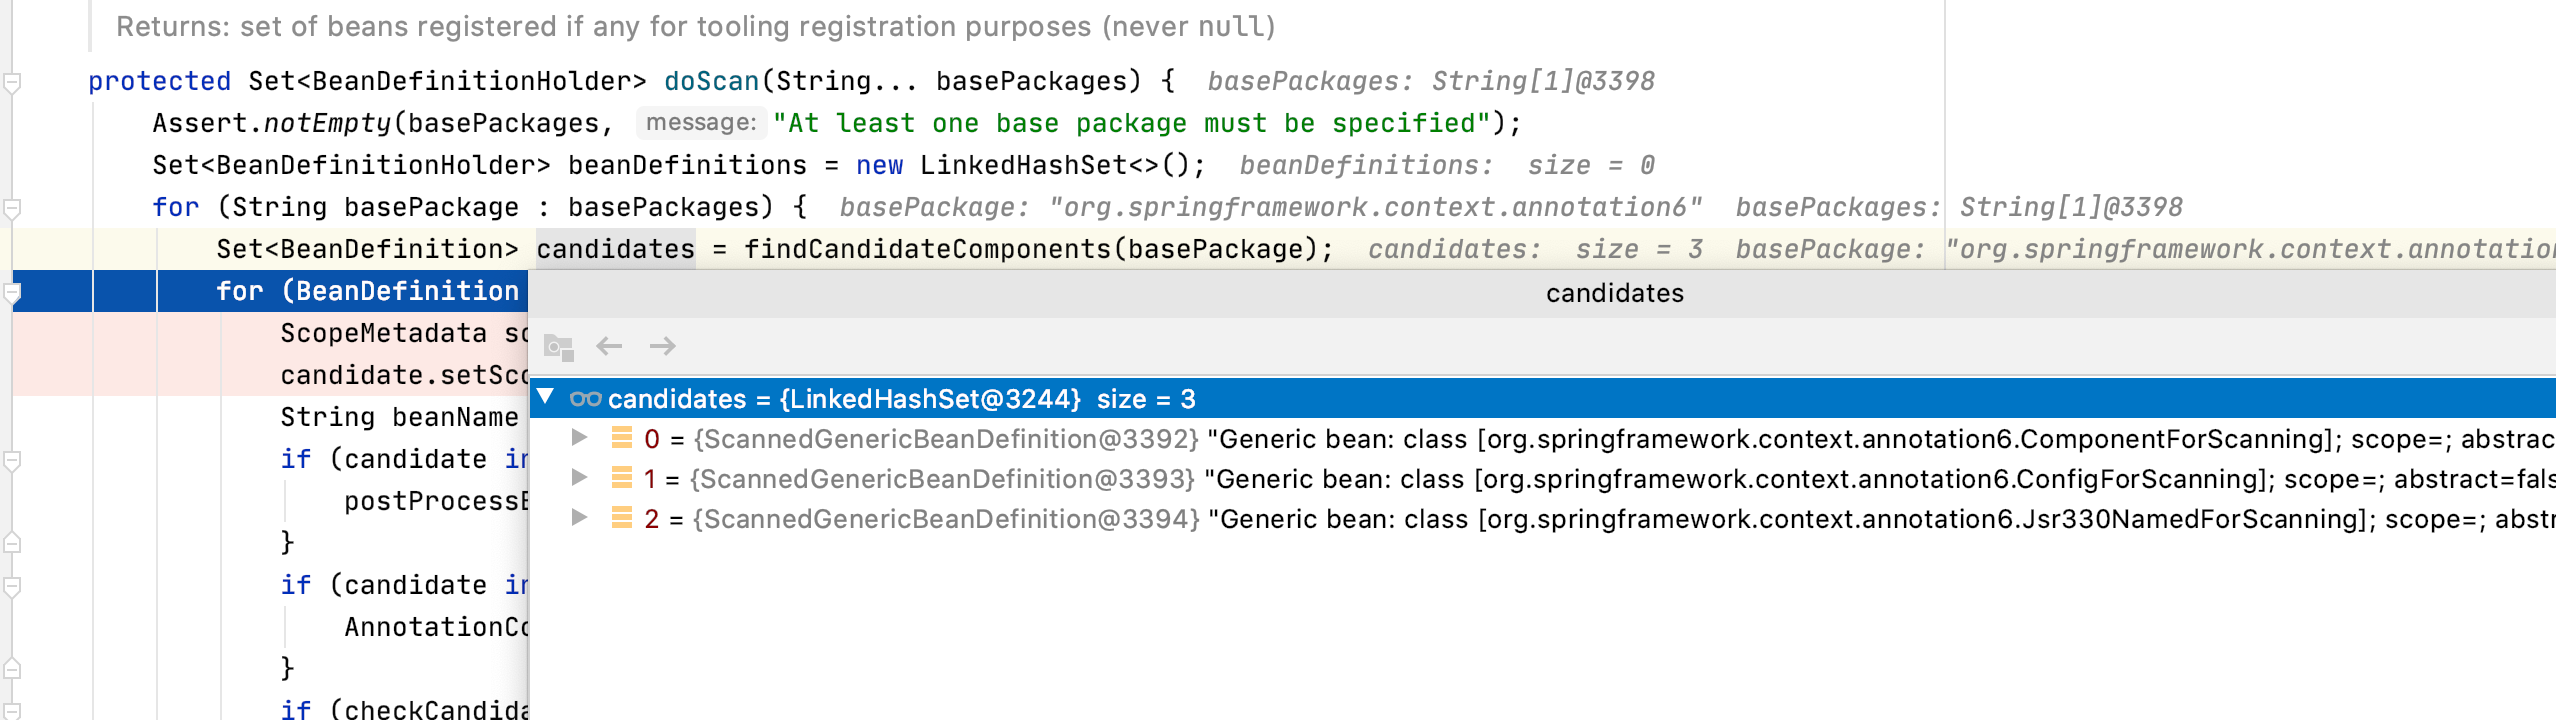 Returns: set of beans registered if any for tooling registration purposes (never null)
protected Set<BeanDefinitionHolder> doScan(String... basePackages) {  basePackages: String[1]@3398
Assert.notEmpty(basePackages, message: "At least one base package must be specified");
Set<BeanDefinitionHolder> beanDefinitions = new LinkedHashSet<>();  beanDefinitions:  size = 0
for (String basePackage : basePackages) {  basePackage: "org.springframework.context.annotation6"  basePackages: String[1]@3398
Set<BeanDefinition> candidates = findCandidateComponents(basePackage);  candidates:  size = 3  basePackage: "org.springframework.context.annotation
for (BeanDefinition
candidates
ScopeMetadata sc
candidate.setSco
candidates = {LinkedHashSet@3244}  size = 3
String beanName
0 = {ScannedGenericBeanDefinition@3392} "Generic bean: class [org.springframework.context.annotation6.ComponentForScanning]; scope=; abstrac
if (candidate in
1 = {ScannedGenericBeanDefinition@3393} "Generic bean: class [org.springframework.context.annotation6.ConfigForScanning]; scope=; abstract=fals
postProcessB
2 = {ScannedGenericBeanDefinition@3394} "Generic bean: class [org.springframework.context.annotation6.Jsr330NamedForScanning]; scope=; abstr
}
if (candidate in
AnnotationCo
}
if (checkCandida